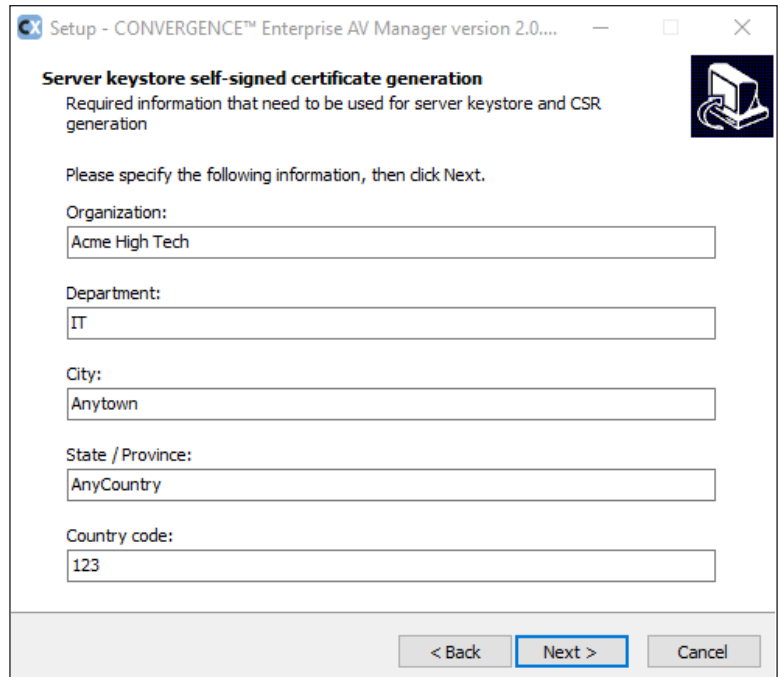 CX Setup - CONVERGENCE™ Enterprise AV Manager version 2.0....
Server keystore self-signed certificate generation
Required information that need to be used for server keystore and CSR
generation
Please specify the following information, then click Next.
Organization:
Acme High Tech
Department:
IT
City:
Anytown
State / Province:
AnyCountry
Country code:
123
< Back Next > Cancel